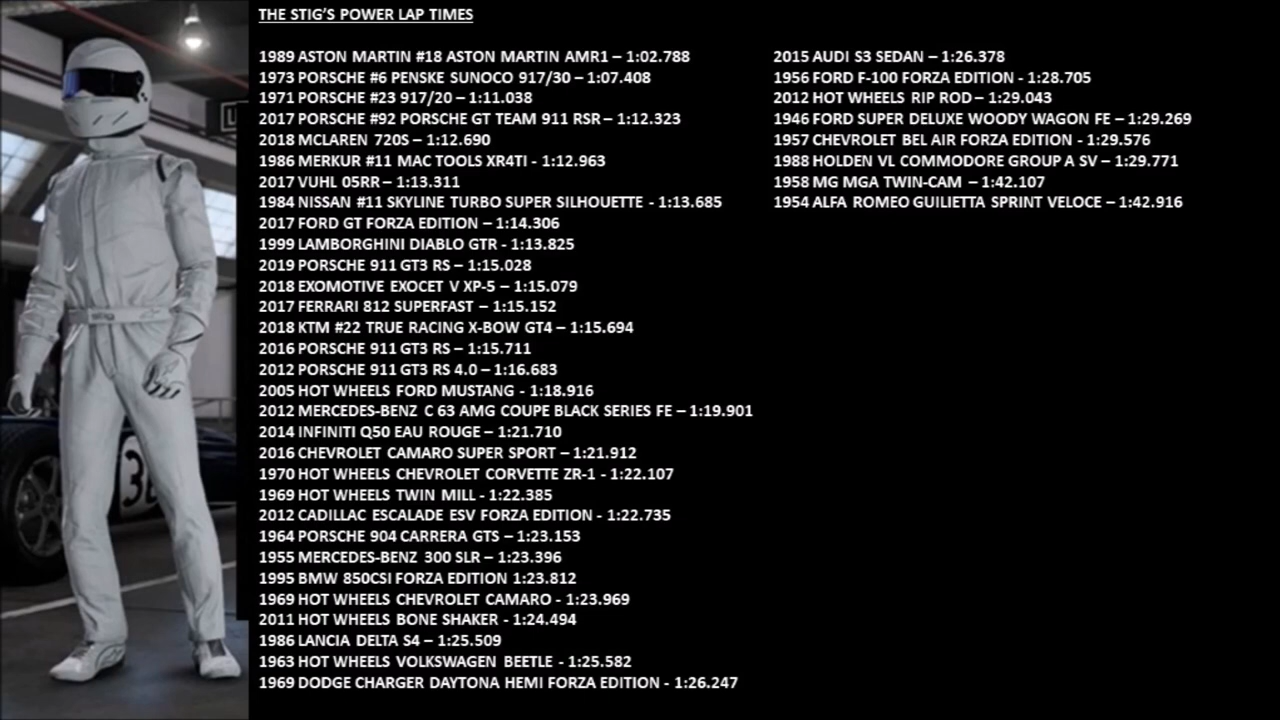 THE STIG'S POWER LAP TIMES
1989 ASTON MARTIN #18 ASTON MARTIN AMR1 – 1:02.788
1973 PORSCHE #6 PENSKE SUNOCO 917/30 – 1:07.408
1971 PORSCHE #23 917/20 – 1:11.038
2017 PORSCHE #92 PORSCHE GT TEAM 911 RSR – 1:12.323
2018 MCLAREN 720S – 1:12.690
1986 MERKUR #11 MAC TOOLS XR4TI - 1:12.963
2017 VUHL 05RR – 1:13.311
1984 NISSAN #11 SKYLINE TURBO SUPER SILHOUETTE - 1:13.685
2017 FORD GT FORZA EDITION – 1:14.306
1999 LAMBORGHINI DIABLO GTR - 1:13.825
2019 PORSCHE 911 GT3 RS – 1:15.028
2018 EXOMOTIVE EXOCET V XP-5 – 1:15.079
2017 FERRARI 812 SUPERFAST – 1:15.152
2018 KTM #22 TRUE RACING X-BOW GT4 – 1:15.694
2016 PORSCHE 911 GT3 RS – 1:15.711
2012 PORSCHE 911 GT3 RS 4.0 – 1:16.683
2005 HOT WHEELS FORD MUSTANG - 1:18.916
2012 MERCEDES-BENZ C 63 AMG COUPE BLACK SERIES FE – 1:19.901
2014 INFINITI Q50 EAU ROUGE – 1:21.710
2016 CHEVROLET CAMARO SUPER SPORT – 1:21.912
1970 HOT WHEELS CHEVROLET CORVETTE ZR-1 - 1:22.107
1969 HOT WHEELS TWIN MILL - 1:22.385
2012 CADILLAC ESCALADE ESV FORZA EDITION - 1:22.735
1964 PORSCHE 904 CARRERA GTS – 1:23.153
1955 MERCEDES-BENZ 300 SLR – 1:23.396
1995 BMW 850CSI FORZA EDITION 1:23.812
1969 HOT WHEELS CHEVROLET CAMARO - 1:23.969
2011 HOT WHEELS BONE SHAKER - 1:24.494
1986 LANCIA DELTA S4 – 1:25.509
1963 HOT WHEELS VOLKSWAGEN BEETLE - 1:25.582
1969 DODGE CHARGER DAYTONA HEMI FORZA EDITION - 1:26.247
2015 AUDI S3 SEDAN – 1:26.378
1956 FORD F-100 FORZA EDITION - 1:28.705
2012 HOT WHEELS RIP ROD – 1:29.043
1946 FORD SUPER DELUXE WOODY WAGON FE – 1:29.269
1957 CHEVROLET BEL AIR FORZA EDITION - 1:29.576
1988 HOLDEN VL COMMODORE GROUP A SV – 1:29.771
1958 MG MGA TWIN-CAM – 1:42.107
1954 ALFA ROMEO GUILIETTA SPRINT VELOCE – 1:42.916